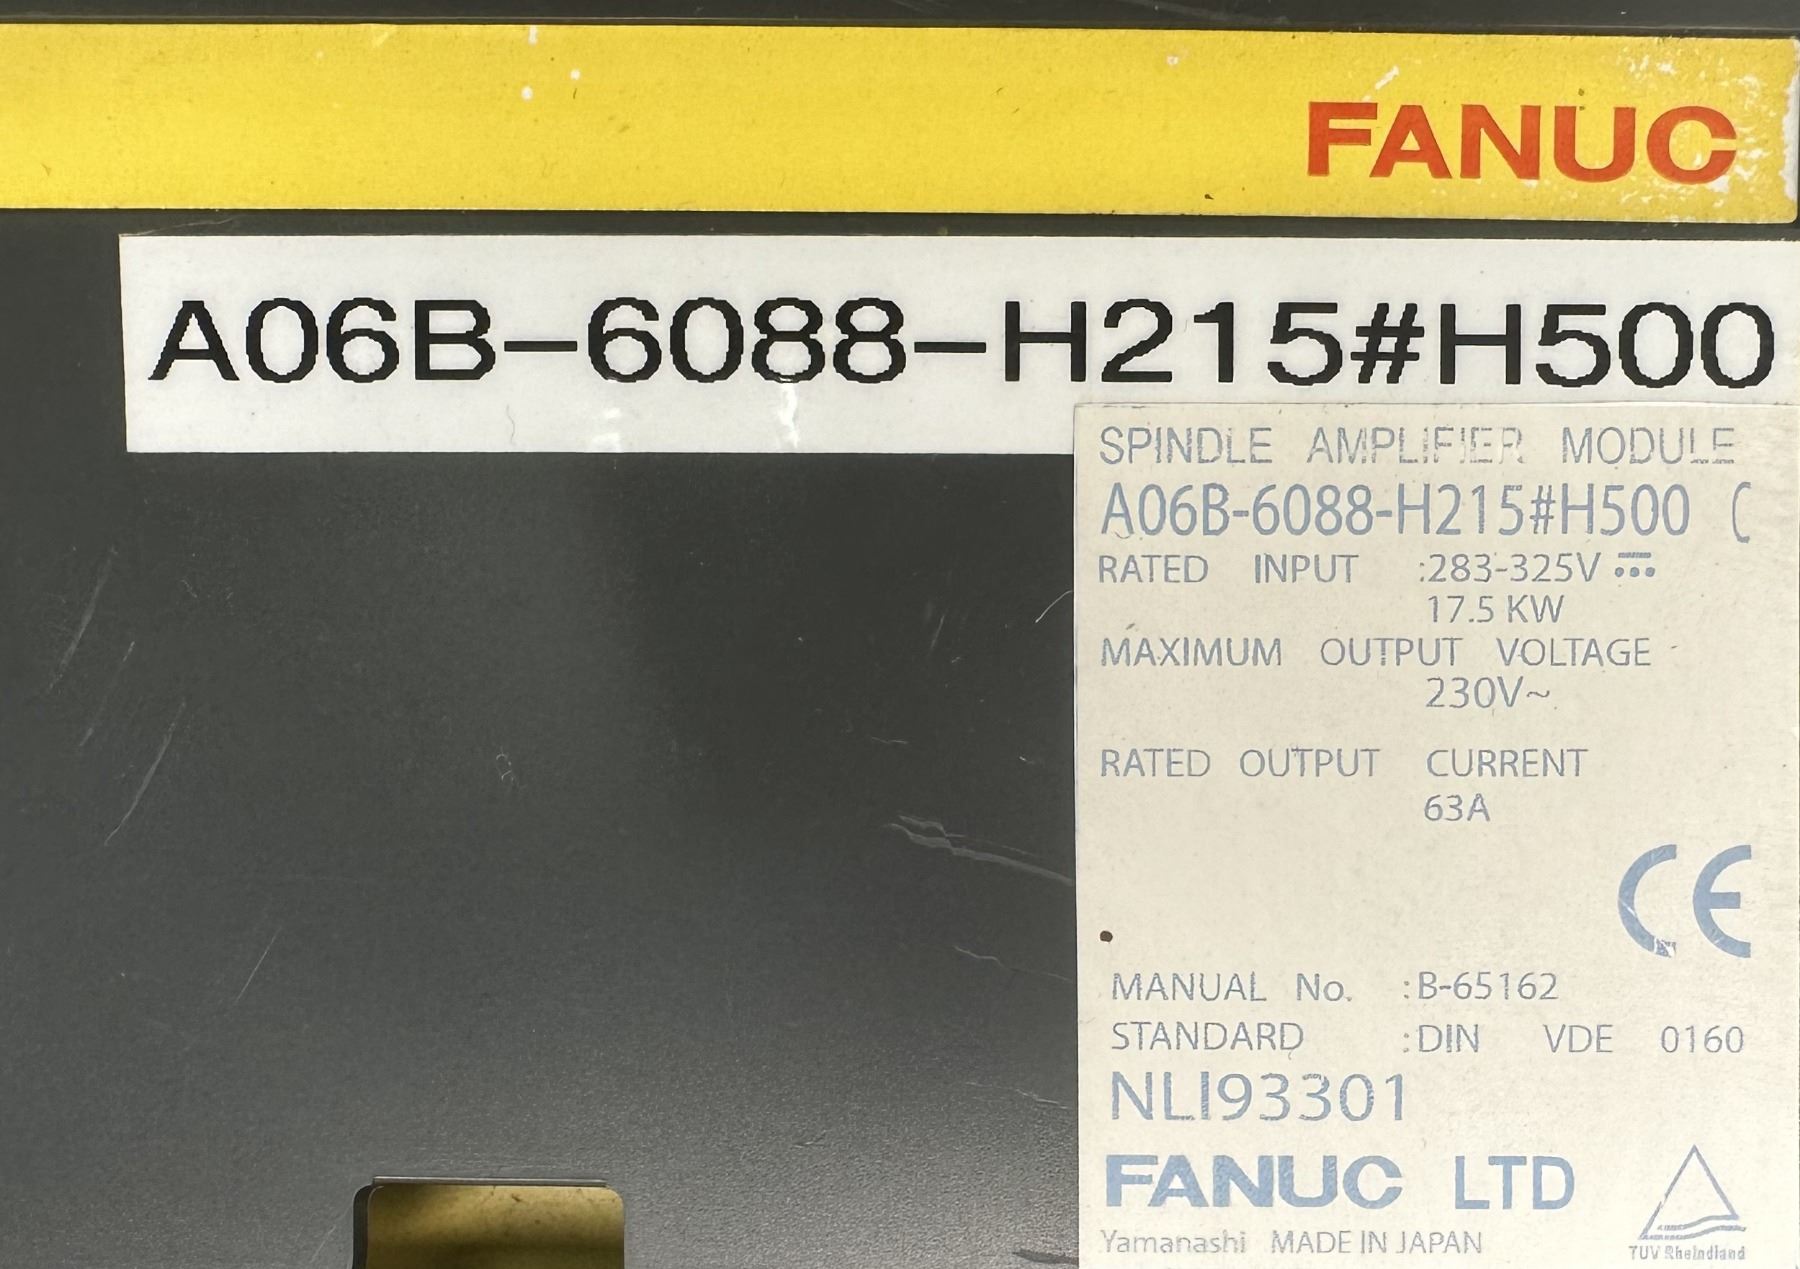 FANUC
A06B-6088-H215#H500
SPINDLE AMPLIFIER MODULE
A06B-6088-H215#H500 (
RATED INPUT :283-325V ⎓
17.5 KW
MAXIMUM OUTPUT VOLTAGE
230V~
RATED OUTPUT CURRENT
63A
CE
MANUAL No. :B-65162
STANDARD :DIN VDE 0160
NLI93301
FANUC LTD
Yamanashi MADE IN JAPAN
TUV Rheindland